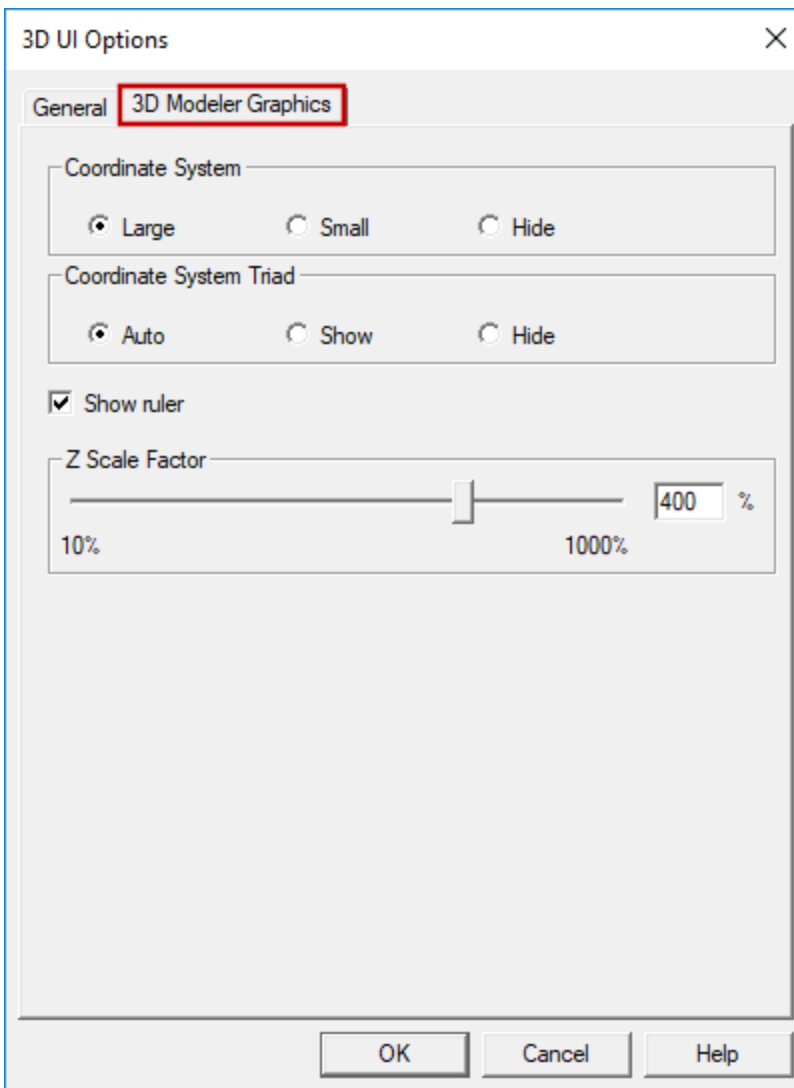 3D UI Options
General 3D Modeler Graphics
Coordinate System
Large Small Hide
Coordinate System Triad
Auto Show Hide
Show ruler
Z Scale Factor
400 %
10% 1000%
OK Cancel Help